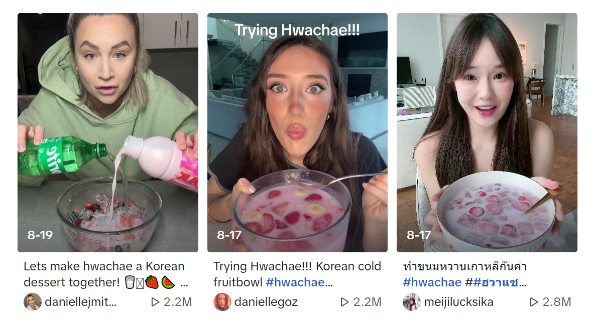 Trying Hwachae!!!
8-19
8-17
8-17
Lets make hwachae a Korean
dessert together! 🥛🍓🍉 ...
daniellejmit...
2.2M
Trying Hwachae!!! Korean cold
fruitbowl #hwachae...
daniellegoz
2.2M
ทำขนมหวานเกาหลีกันค่า
#hwachae ##ฮวาแช...
meijilucksika
2.8M